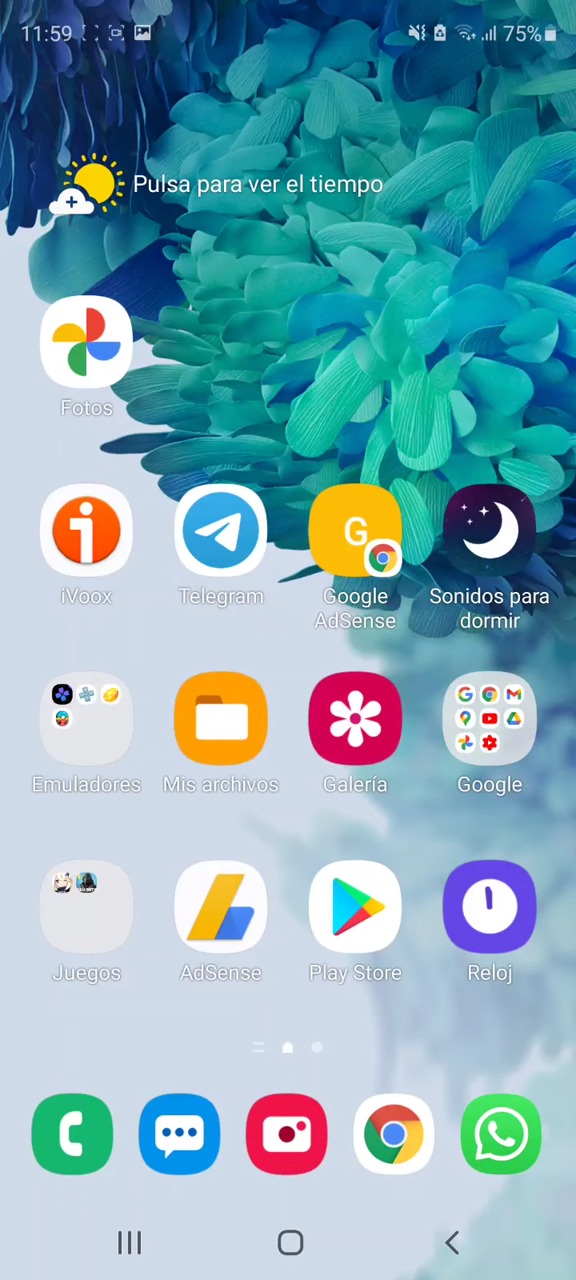 11:59
75%
Pulsa para ver el tiempo
Fotos
iVoox
Telegram
G
Google
AdSense
Sonidos para
dormir
Emuladores
Mis archivos
Galería
Google
Juegos
AdSense
Play Store
Reloj